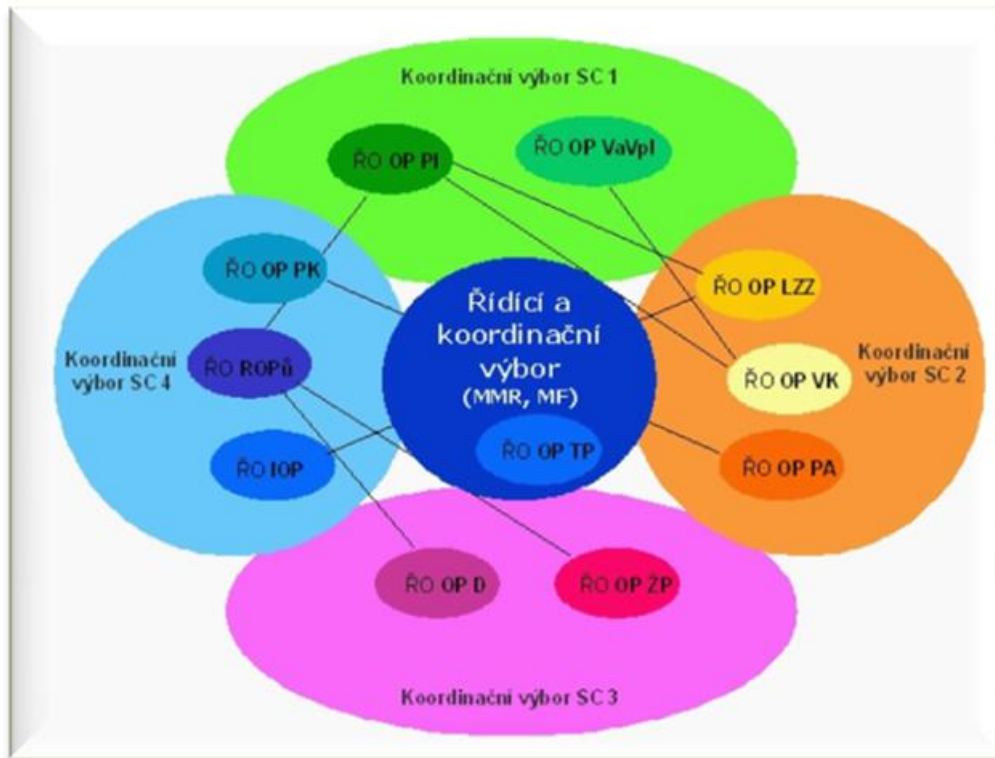 Koordinační výbor SC 1
ŘO OP PI
ŘO OP VaVpI
ŘO OP PK
ŘO ROPů
ŘO IOP
Koordinační
výbor SC 4
Řídící a
koordinační
výbor
(MMR, MF)
ŘO OP TP
ŘO OP LZZ
ŘO OP VK
ŘO OP PA
Koordinační
výbor SC 2
ŘO OP D
ŘO OP ŽP
Koordinační výbor SC 3